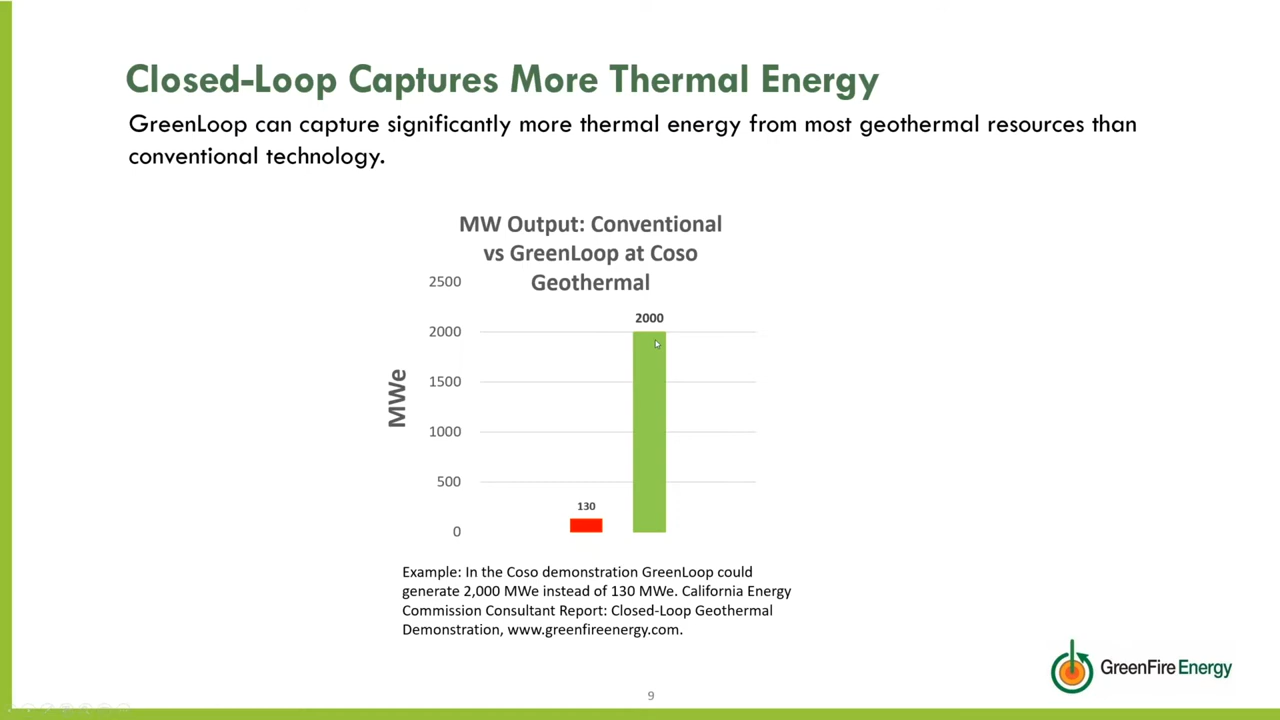 Closed-Loop Captures More Thermal Energy
GreenLoop can capture significantly more thermal energy from most geothermal resources than
conventional technology.
MW Output: Conventional
vs GreenLoop at Coso
Geothermal
MWe
2500
2000
1500
1000
500
0
130
2000
Example: In the Coso demonstration GreenLoop could
generate 2,000 MWe instead of 130 MWe. California Energy
Commission Consultant Report: Closed-Loop Geothermal
Demonstration, www.greenfireenergy.com.
GreenFire Energy
9